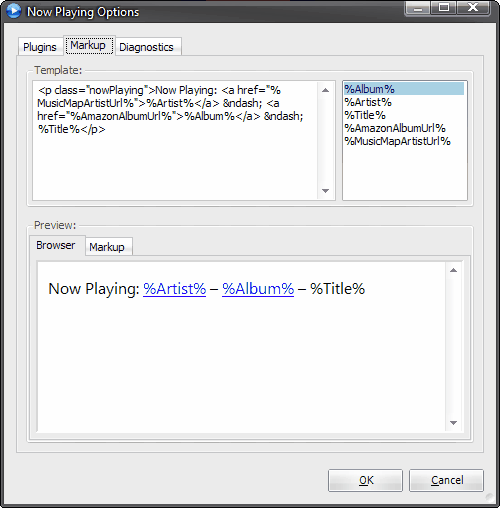 Now Playing Options
Plugins Markup Diagnostics
Template:
<p class="nowPlaying">Now Playing: <a href="%
MusicMapArtistUrl%">%Artist%</a> &ndash; <a
href="%AmazonAlbumUrl%">%Album%</a> &ndash;
%Title%</p>
%Album%
%Artist%
%Title%
%AmazonAlbumUrl%
%MusicMapArtistUrl%
Preview:
Browser Markup
Now Playing: %Artist% – %Album% – %Title%
OK Cancel